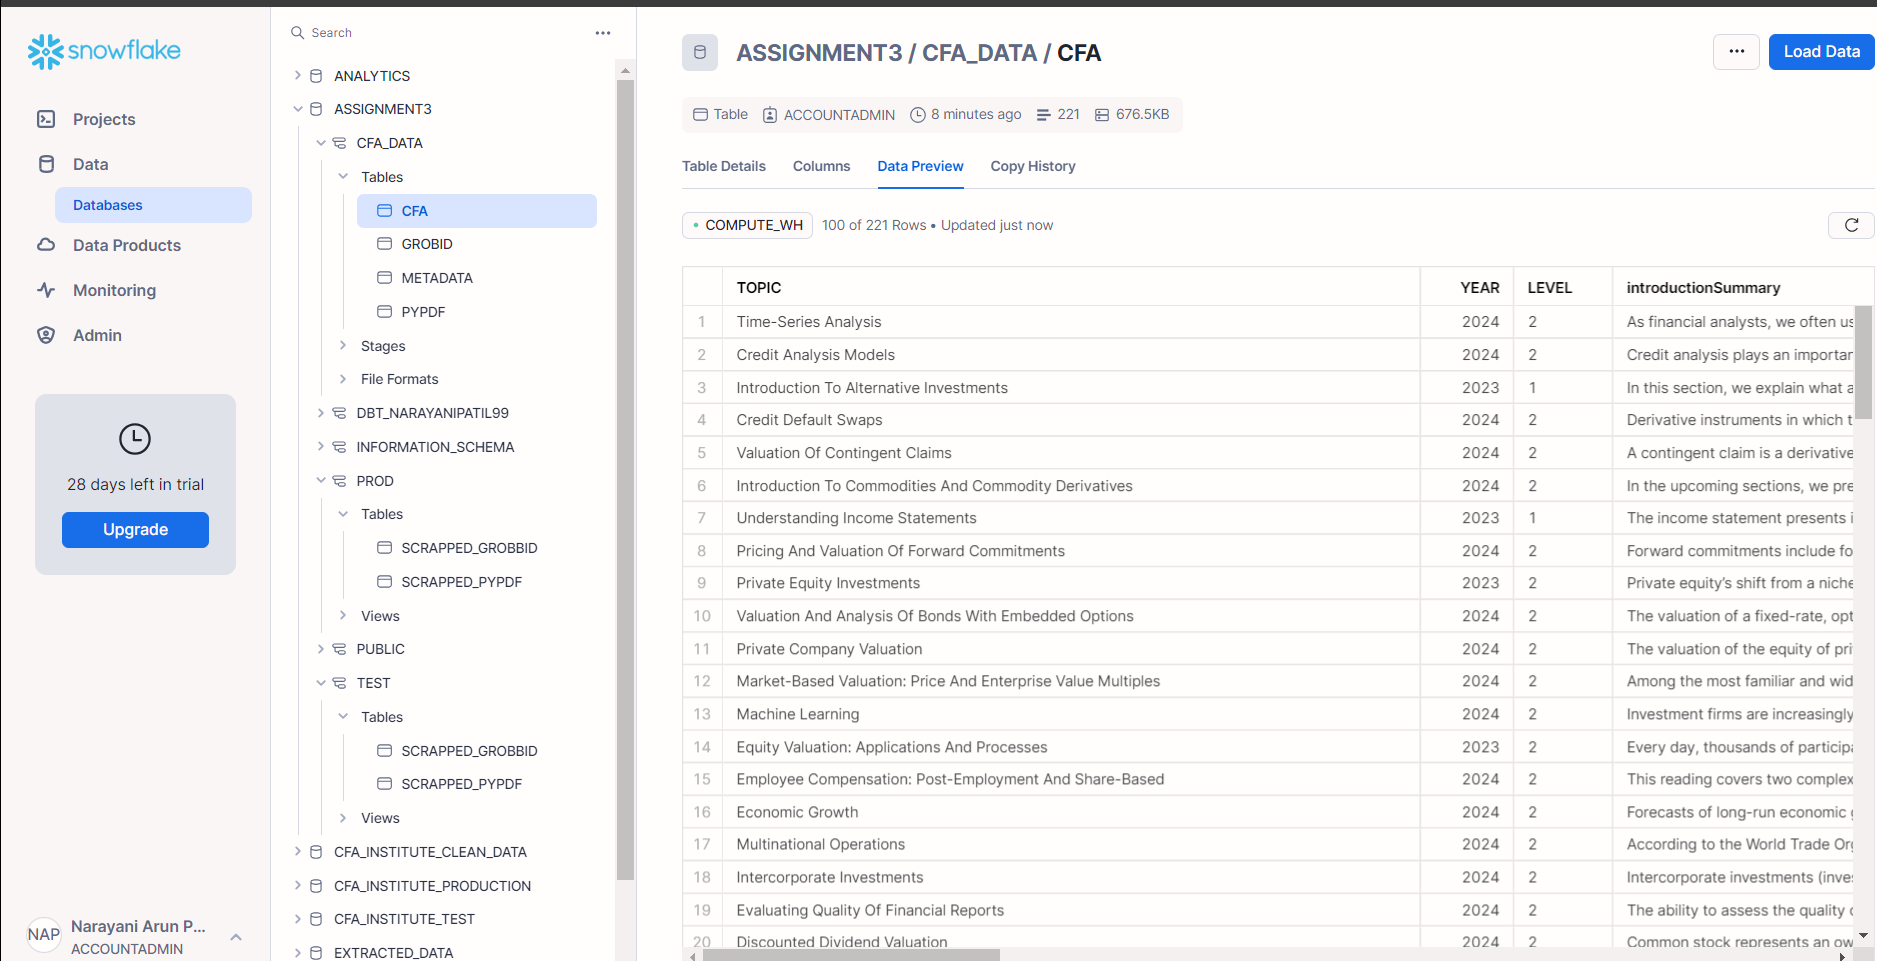 snowflake
Projects
Data
Databases
Data Products
Monitoring
Admin
28 days left in trial
Upgrade
NAP
Narayani Arun P...
ACCOUNTADMIN
Search
ANALYTICS
ASSIGNMENT3
CFA_DATA
Tables
CFA
GROBID
METADATA
PYPDF
Stages
File Formats
DBT_NARAYANIPATIL99
INFORMATION_SCHEMA
PROD
Tables
SCRAPPED_GROBBID
SCRAPPED_PYPDF
Views
PUBLIC
TEST
Tables
SCRAPPED_GROBBID
SCRAPPED_PYPDF
Views
CFA_INSTITUTE_CLEAN_DATA
CFA_INSTITUTE_PRODUCTION
CFA_INSTITUTE_TEST
EXTRACTED_DATA
ASSIGNMENT3 / CFA_DATA / CFA
... Load Data
Table ACCOUNTADMIN 8 minutes ago 221 676.5KB
Table Details Columns Data Preview Copy History
COMPUTE_WH 100 of 221 Rows • Updated just now
TOPIC YEAR LEVEL introductionSummary
1 Time-Series Analysis 2024 2 As financial analysts, we often us
2 Credit Analysis Models 2024 2 Credit analysis plays an importan
3 Introduction To Alternative Investments 2023 1 In this section, we explain what a
4 Credit Default Swaps 2024 2 Derivative instruments in which t
5 Valuation Of Contingent Claims 2024 2 A contingent claim is a derivative
6 Introduction To Commodities And Commodity Derivatives 2024 2 In the upcoming sections, we pre
7 Understanding Income Statements 2023 1 The income statement presents i
8 Pricing And Valuation Of Forward Commitments 2024 2 Forward commitments include fo
9 Private Equity Investments 2023 2 Private equity’s shift from a niche
10 Valuation And Analysis Of Bonds With Embedded Options 2024 2 The valuation of a fixed-rate, opt
11 Private Company Valuation 2024 2 The valuation of the equity of pri
12 Market-Based Valuation: Price And Enterprise Value Multiples 2024 2 Among the most familiar and wid
13 Machine Learning 2024 2 Investment firms are increasingly
14 Equity Valuation: Applications And Processes 2023 2 Every day, thousands of participa
15 Employee Compensation: Post-Employment And Share-Based 2024 2 This reading covers two complex
16 Economic Growth 2024 2 Forecasts of long-run economic g
17 Multinational Operations 2024 2 According to the World Trade Org
18 Intercorporate Investments 2024 2 Intercorporate investments (inves
19 Evaluating Quality Of Financial Reports 2024 2 The ability to assess the quality o
20 Discounted Dividend Valuation 2024 2 Common stock represents an ow